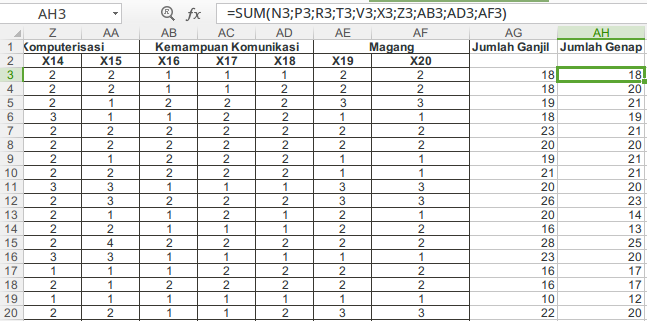 AH3 fx =SUM(N3;P3;R3;T3;V3;X3;Z3;AB3;AD3;AF3)
Z AA AB AC AD AE AF AG AH
1 Komputerisasi Kemampuan Komunikasi Magang Jumlah Ganjil Jumlah Genap
2 X14 X15 X16 X17 X18 X19 X20
3 2 2 1 1 1 2 2 18 18
4 2 2 1 1 2 2 2 18 20
5 2 1 2 2 2 3 3 19 21
6 3 1 1 2 2 1 1 18 19
7 2 2 2 2 2 2 2 23 21
8 2 2 2 2 2 2 2 20 20
9 2 1 2 2 2 1 1 19 21
10 2 2 2 2 2 1 1 21 21
11 3 3 1 1 1 3 3 20 20
12 2 3 2 2 2 3 3 26 23
13 2 1 1 2 1 2 1 20 14
14 2 2 1 1 1 2 2 16 13
15 2 4 2 2 2 2 2 28 25
16 3 3 1 1 1 1 1 23 20
17 1 1 1 2 1 2 2 16 17
18 2 1 2 2 2 2 2 16 17
19 1 1 1 1 1 1 1 10 12
20 2 2 1 1 2 3 3 22 20